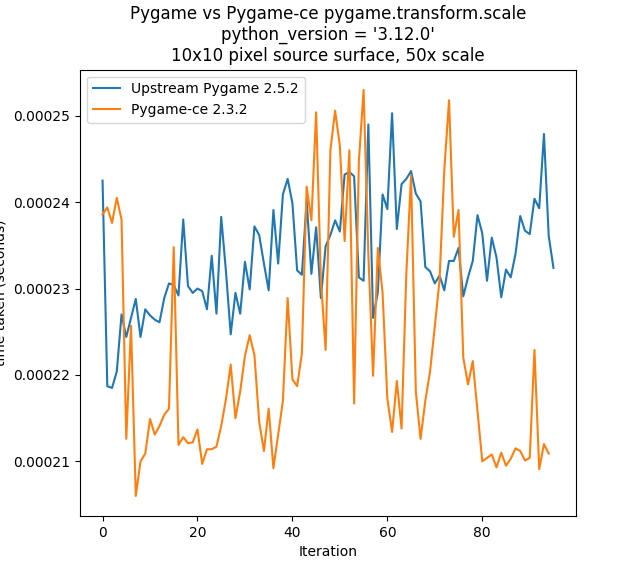 Pygame vs Pygame-ce pygame.transform.scale
python_version = '3.12.0'
10x10 pixel source surface, 50x scale
Upstream Pygame 2.5.2
Pygame-ce 2.3.2
0.00025
0.00024
0.00023
0.00022
0.00021
time taken (seconds)
0 20 40 60 80
Iteration